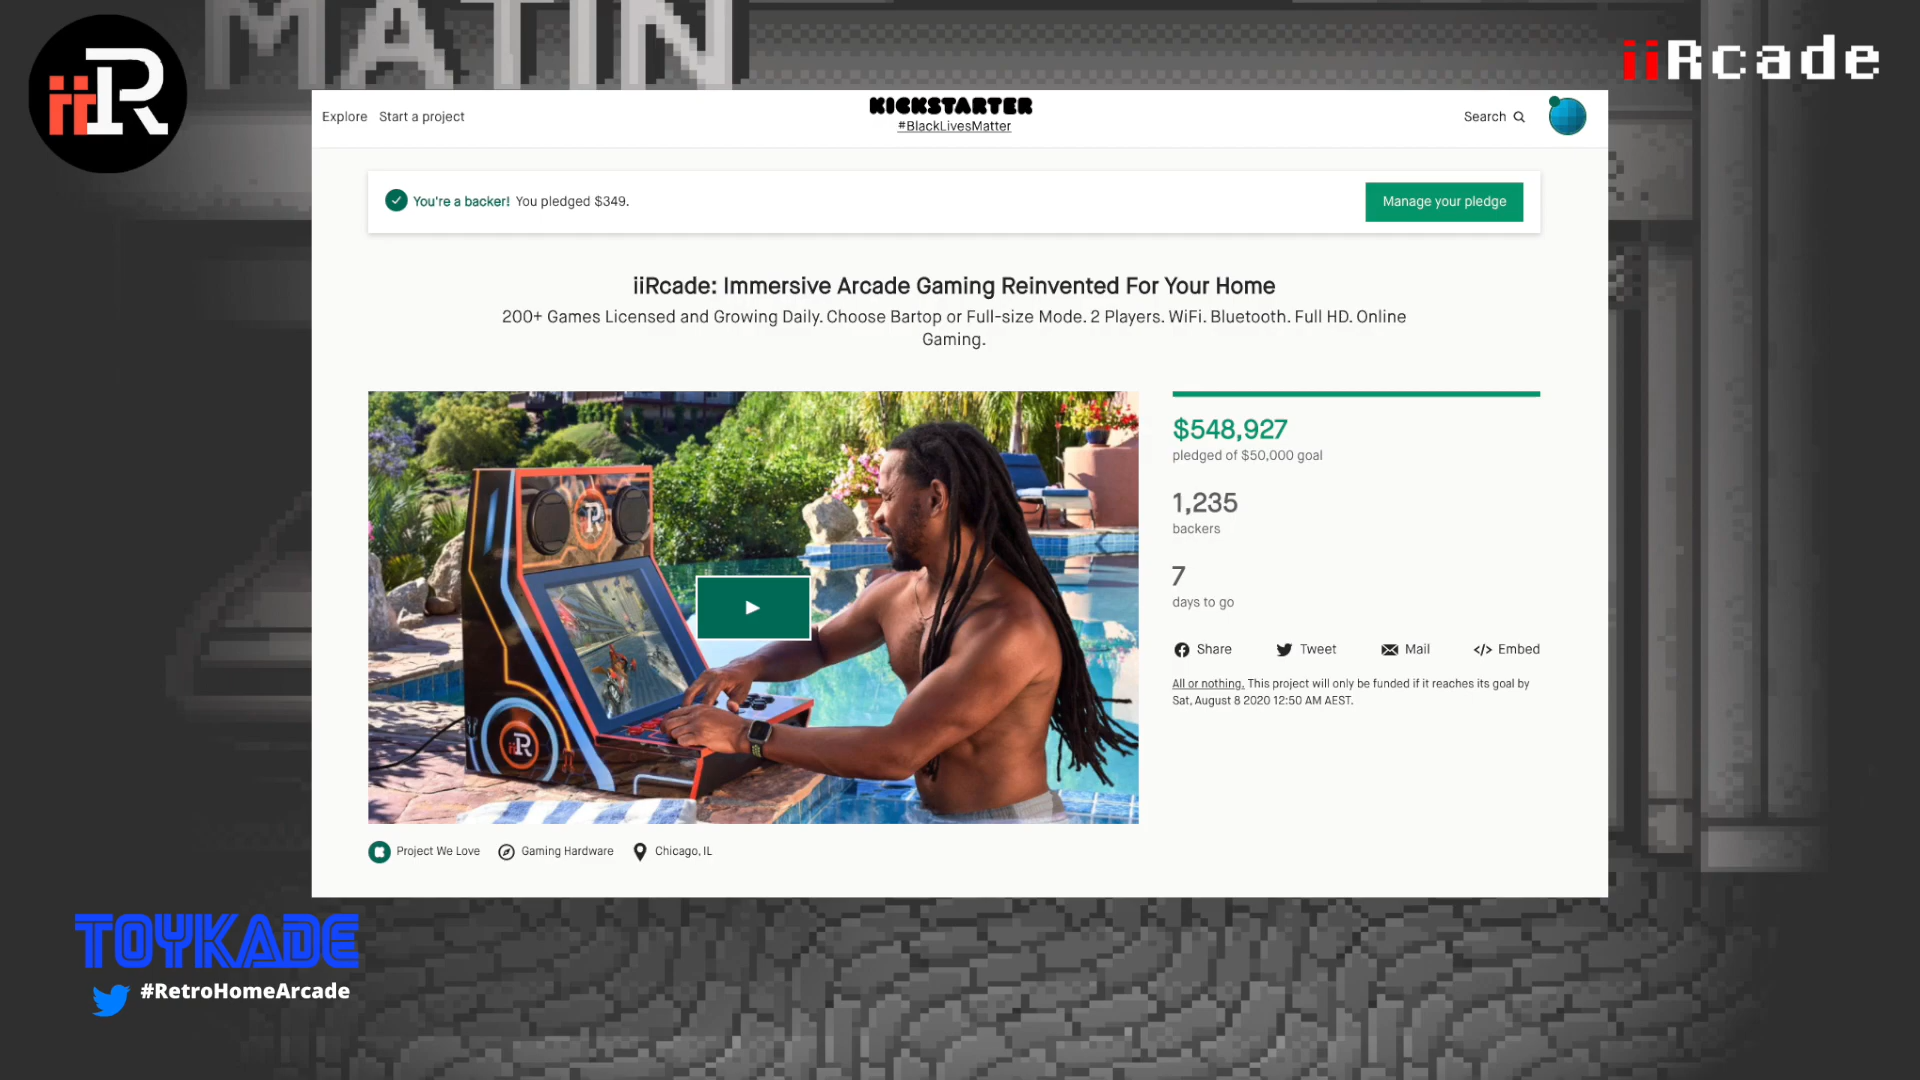 MATIN
iiR
iiRcade
Explore Start a project
KICKSTARTER
#BlackLivesMatter
Search
You're a backer! You pledged $349.
Manage your pledge
iiRcade: Immersive Arcade Gaming Reinvented For Your Home
200+ Games Licensed and Growing Daily. Choose Bartop or Full-size Mode. 2 Players. WiFi. Bluetooth. Full HD. Online
Gaming.
$548,927
pledged of $50,000 goal
1,235
backers
7
days to go
Share Tweet Mail </> Embed
All or nothing. This project will only be funded if it reaches its goal by
Sat, August 8 2020 12:50 AM AEST.
iiR
iiR
Project We Love Gaming Hardware Chicago, IL
TOYKADE
#RetroHomeArcade